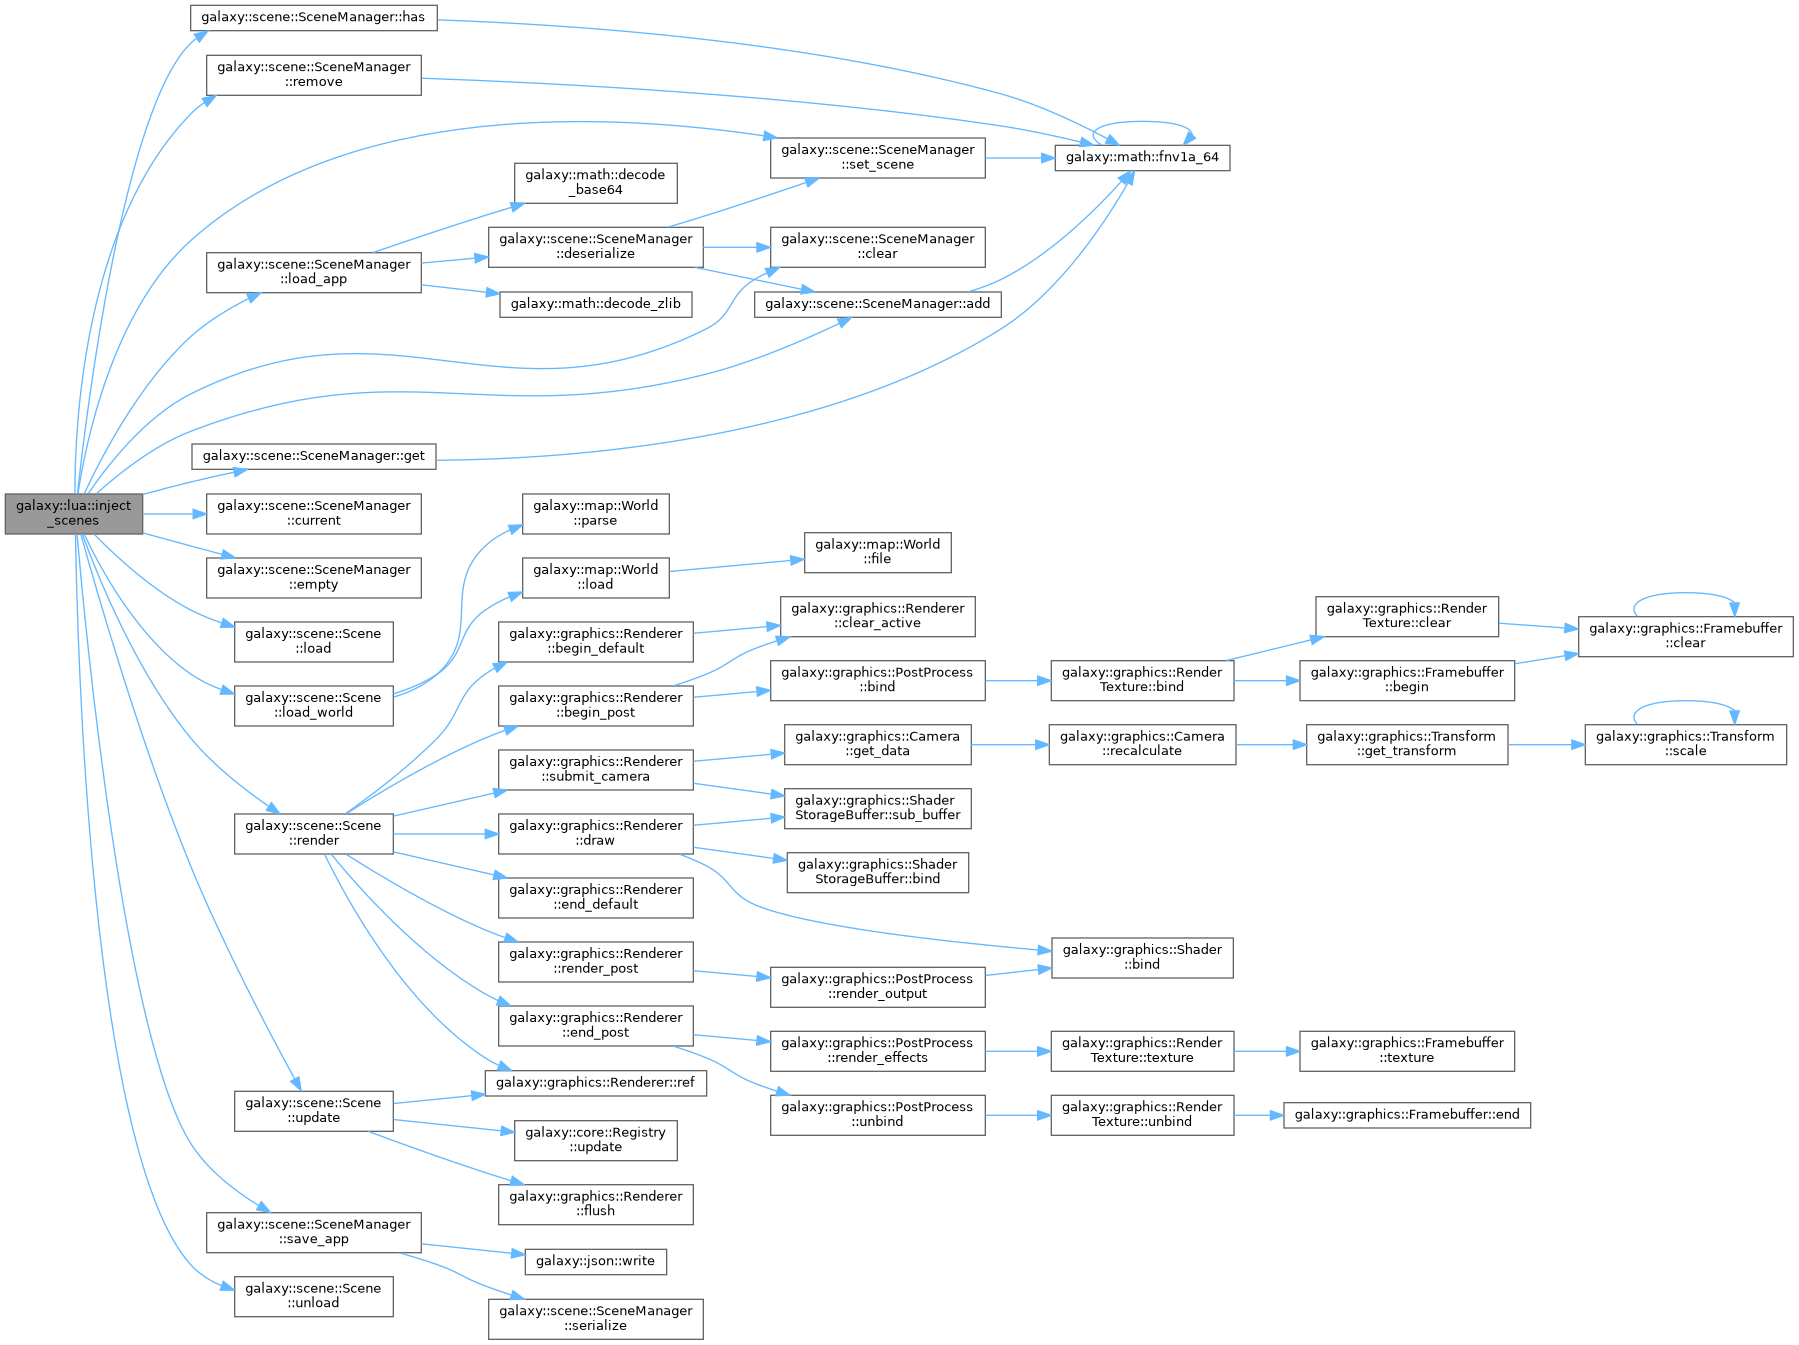 galaxy::scene::SceneManager::has
galaxy::scene::SceneManager
::remove
galaxy::scene::SceneManager
::set_scene
galaxy::math::fnv1a_64
galaxy::math::decode
_base64
galaxy::scene::SceneManager
::load_app
galaxy::scene::SceneManager
::deserialize
galaxy::scene::SceneManager
::clear
galaxy::math::decode_zlib
galaxy::scene::SceneManager::add
galaxy::scene::SceneManager::get
galaxy::lua::inject
_scenes
galaxy::scene::SceneManager
::current
galaxy::map::World
::parse
galaxy::scene::SceneManager
::empty
galaxy::map::World
::load
galaxy::map::World
::file
galaxy::scene::Scene
::load
galaxy::graphics::Renderer
::begin_default
galaxy::graphics::Renderer
::clear_active
galaxy::graphics::Render
Texture::clear
galaxy::graphics::Framebuffer
::clear
galaxy::scene::Scene
::load_world
galaxy::graphics::Renderer
::begin_post
galaxy::graphics::PostProcess
::bind
galaxy::graphics::Render
Texture::bind
galaxy::graphics::Framebuffer
::begin
galaxy::graphics::Renderer
::submit_camera
galaxy::graphics::Camera
::get_data
galaxy::graphics::Camera
::recalculate
galaxy::graphics::Transform
::get_transform
galaxy::graphics::Transform
::scale
galaxy::scene::Scene
::render
galaxy::graphics::Renderer
::draw
galaxy::graphics::Shader
StorageBuffer::sub_buffer
galaxy::graphics::Shader
StorageBuffer::bind
galaxy::graphics::Renderer
::end_default
galaxy::graphics::Renderer
::render_post
galaxy::graphics::PostProcess
::render_output
galaxy::graphics::Shader
::bind
galaxy::graphics::Renderer
::end_post
galaxy::graphics::PostProcess
::render_effects
galaxy::graphics::Render
Texture::texture
galaxy::graphics::Framebuffer
::texture
galaxy::graphics::Renderer::ref
galaxy::scene::Scene
::update
galaxy::graphics::PostProcess
::unbind
galaxy::graphics::Render
Texture::unbind
galaxy::graphics::Framebuffer::end
galaxy::core::Registry
::update
galaxy::graphics::Renderer
::flush
galaxy::scene::SceneManager
::save_app
galaxy::json::write
galaxy::scene::Scene
::unload
galaxy::scene::SceneManager
::serialize